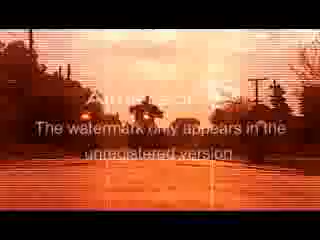 The watermark only appears in the
unregistered version